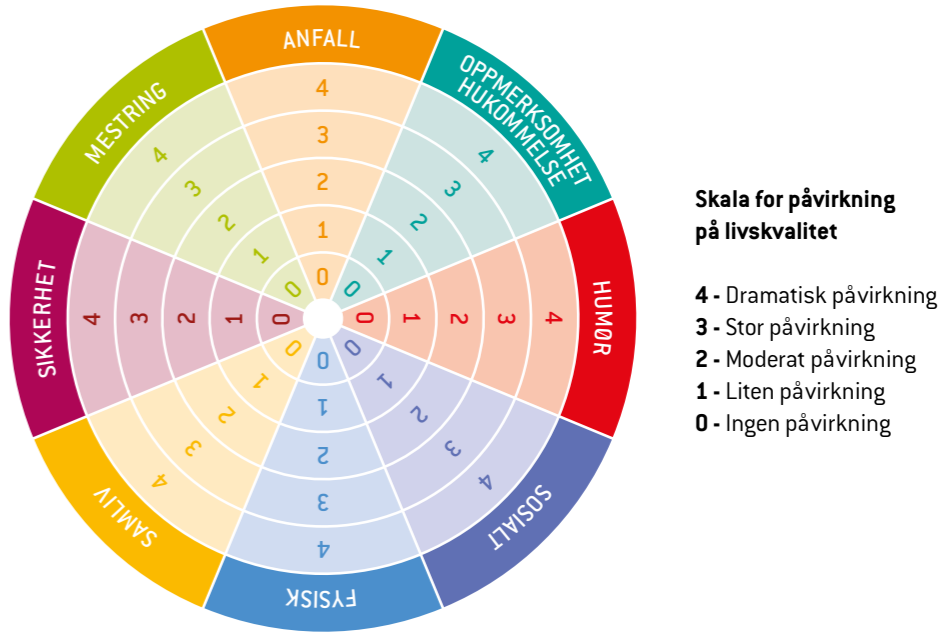 ANFALL
4
3
2
1
0
OPPMERKSOMHET
HUKOMMELSE
4
3
2
1
0
HUMØR
0 1 2 3 4
SOSIALT
0
1
2
3
4
FYSISK
0
1
2
3
4
SAMLIV
0
1
2
3
4
SIKKERHET
4 3 2 1 0
MESTRING
4
3
2
1
0
Skala for påvirkning
på livskvalitet
4 - Dramatisk påvirkning
3 - Stor påvirkning
2 - Moderat påvirkning
1 - Liten påvirkning
0 - Ingen påvirkning